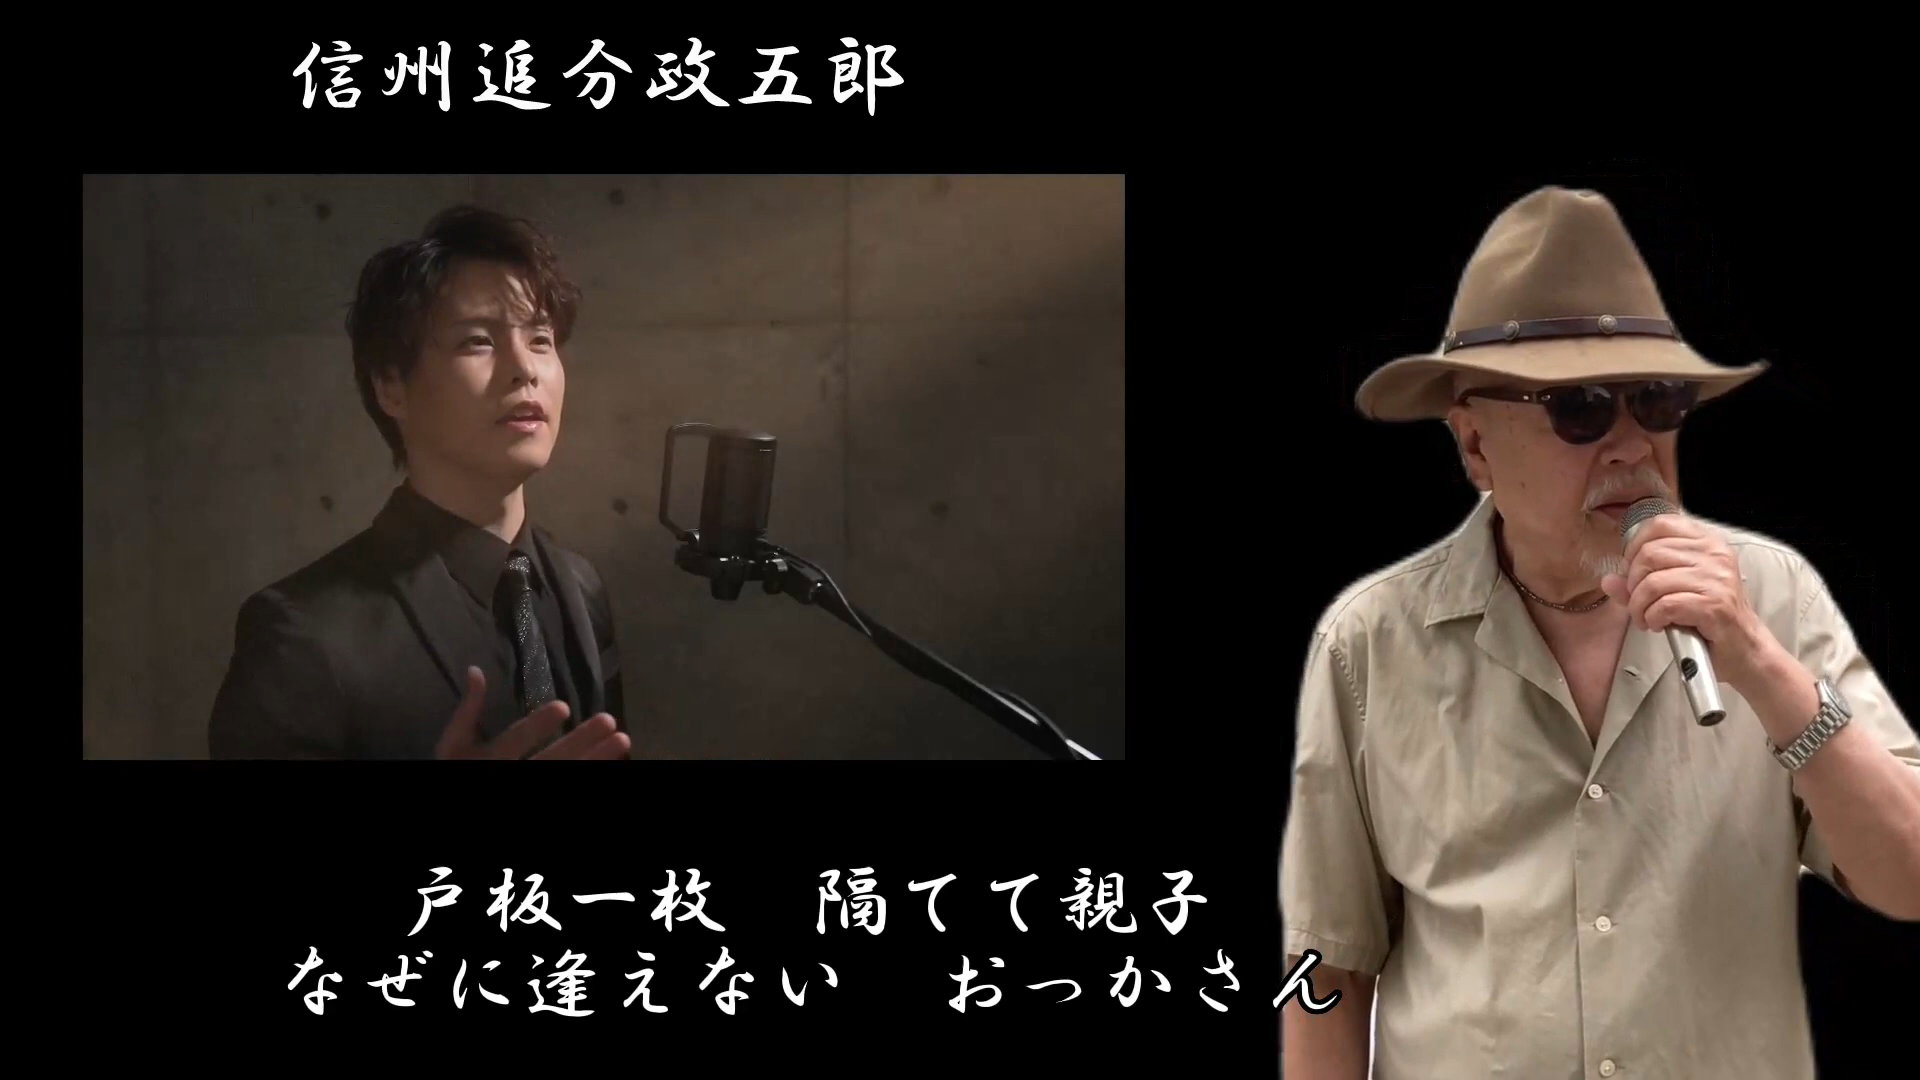 信州追分政五郎
戸板一枚　隔てて親子
なぜに逢えない　おっかさん